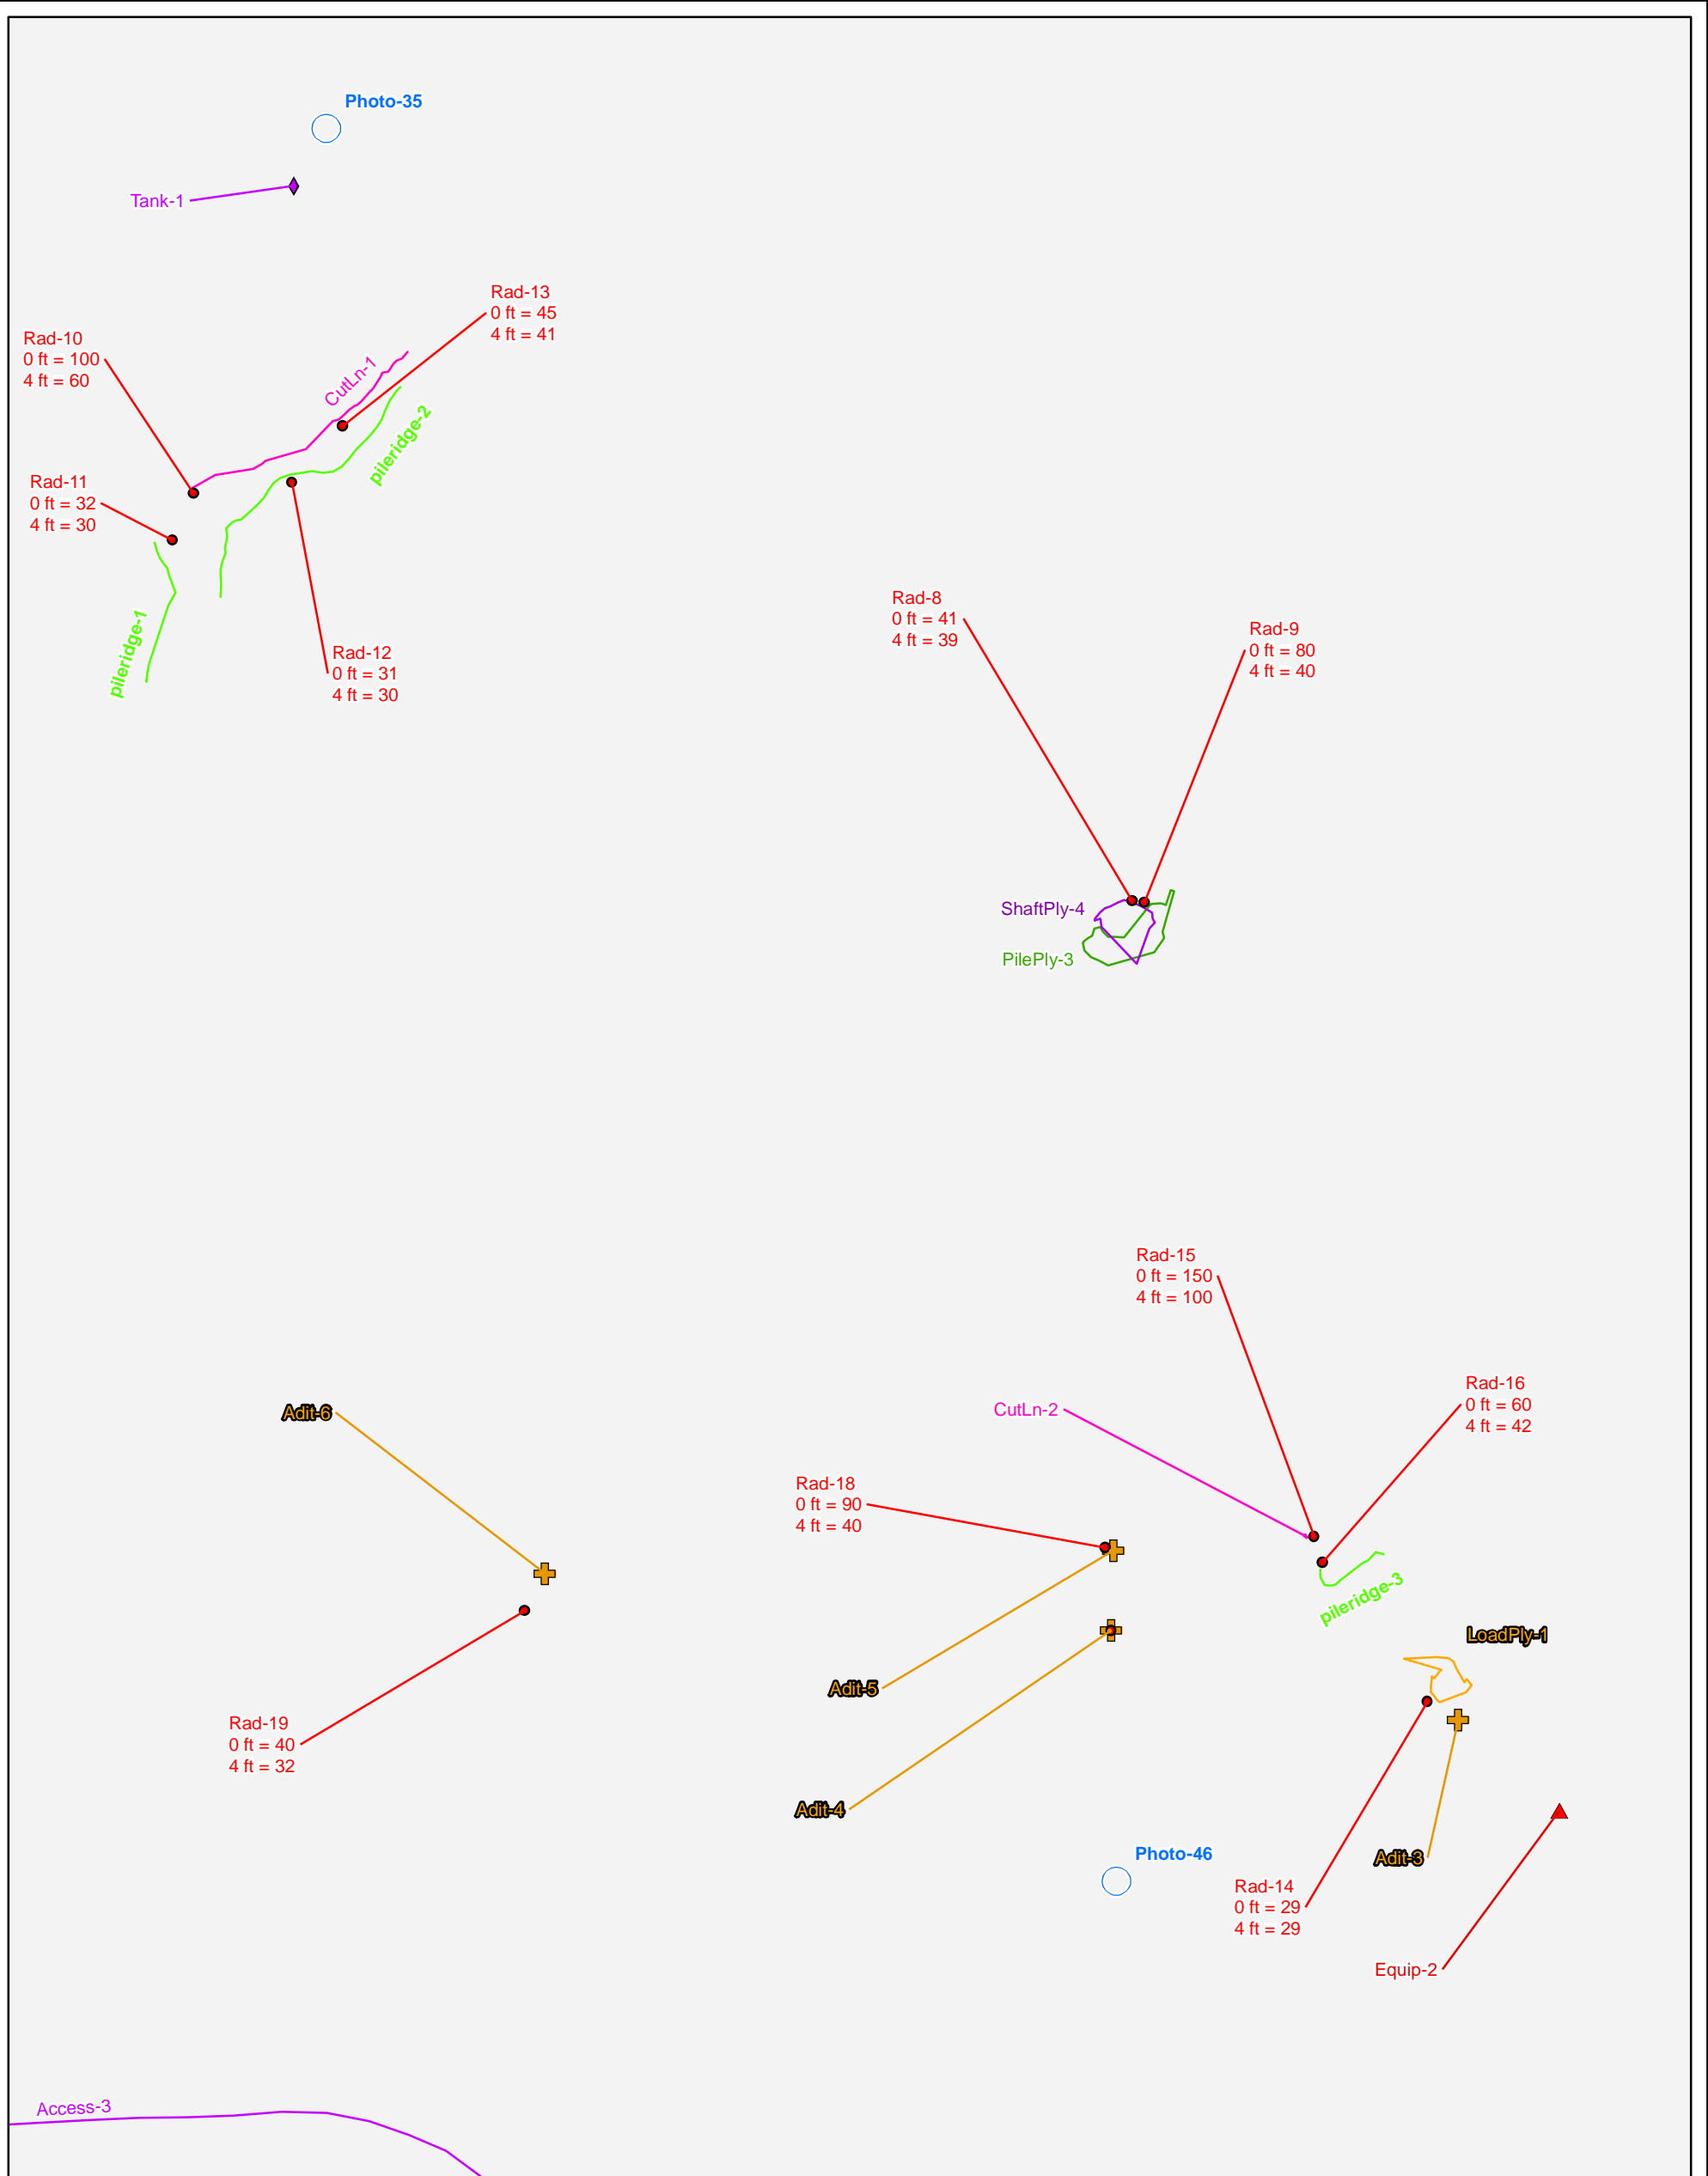 Photo-35
Tank-1
Rad-13
0 ft = 45
4 ft = 41
Rad-10
0 ft = 100
4 ft = 60
CutLn-1
pileridge-2
Rad-11
0 ft = 32
4 ft = 30
pileridge-1
Rad-12
0 ft = 31
4 ft = 30
Rad-8
0 ft = 41
4 ft = 39
Rad-9
0 ft = 80
4 ft = 40
ShaftPly-4
PilePly-3
Rad-15
0 ft = 150
4 ft = 100
Rad-16
0 ft = 60
4 ft = 42
CutLn-2
Adit-6
Rad-18
0 ft = 90
4 ft = 40
pileridge-3
LoadPly-1
Adit-5
Rad-19
0 ft = 40
4 ft = 32
Adit-4
Photo-46
Adit-3
Rad-14
0 ft = 29
4 ft = 29
Equip-2
Access-3